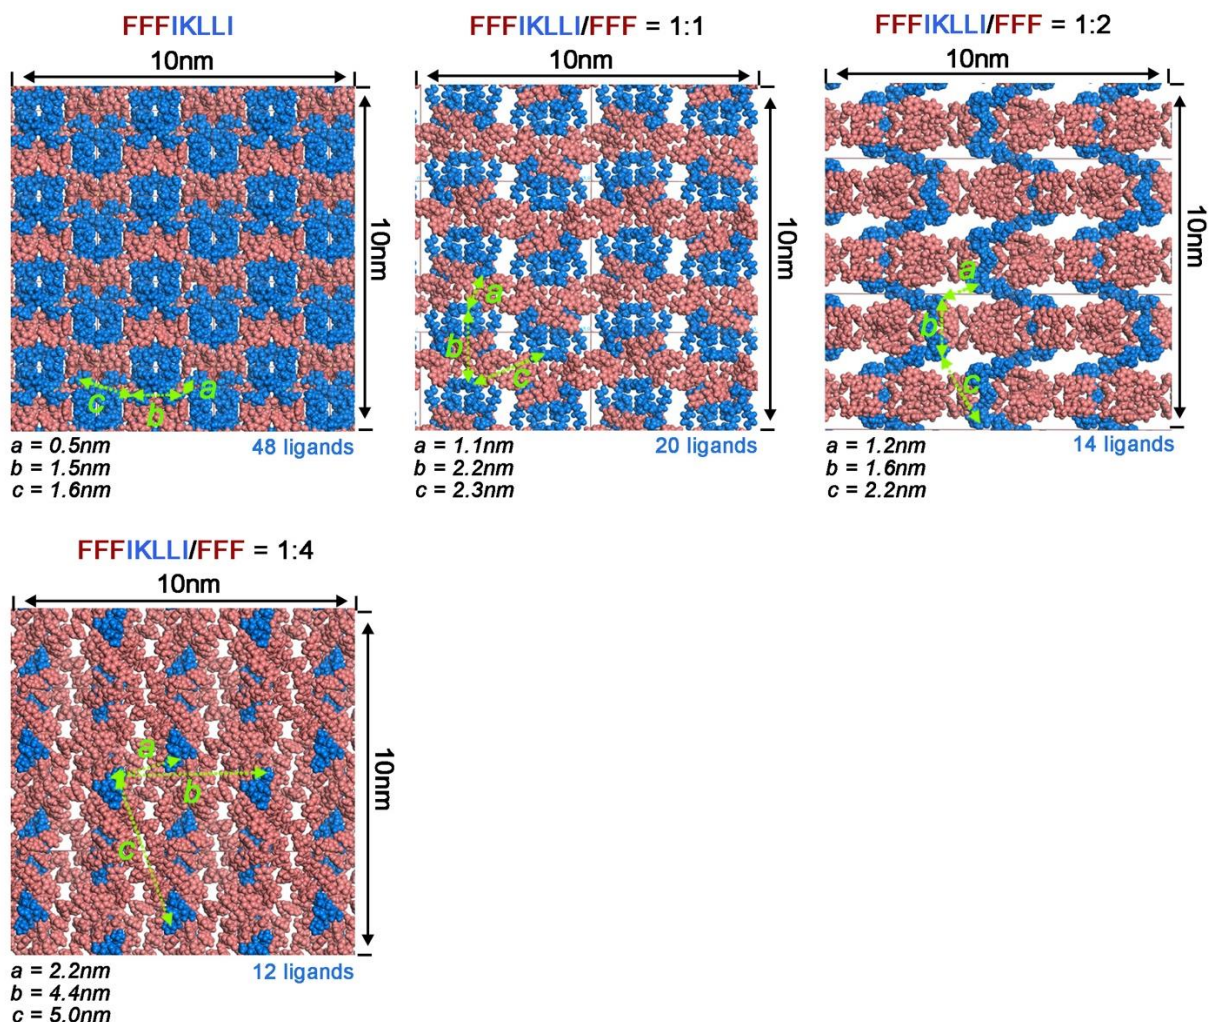 FFFIKLLI
10nm
10nm
a
b
c
a = 0.5nm
b = 1.5nm
c = 1.6nm
48 ligands
FFFIKLLI/FFF = 1:1
10nm
10nm
a
b
c
a = 1.1nm
b = 2.2nm
c = 2.3nm
20 ligands
FFFIKLLI/FFF = 1:2
10nm
10nm
a
b
c
a = 1.2nm
b = 1.6nm
c = 2.2nm
14 ligands
FFFIKLLI/FFF = 1:4
10nm
10nm
a
b
c
a = 2.2nm
b = 4.4nm
c = 5.0nm
12 ligands